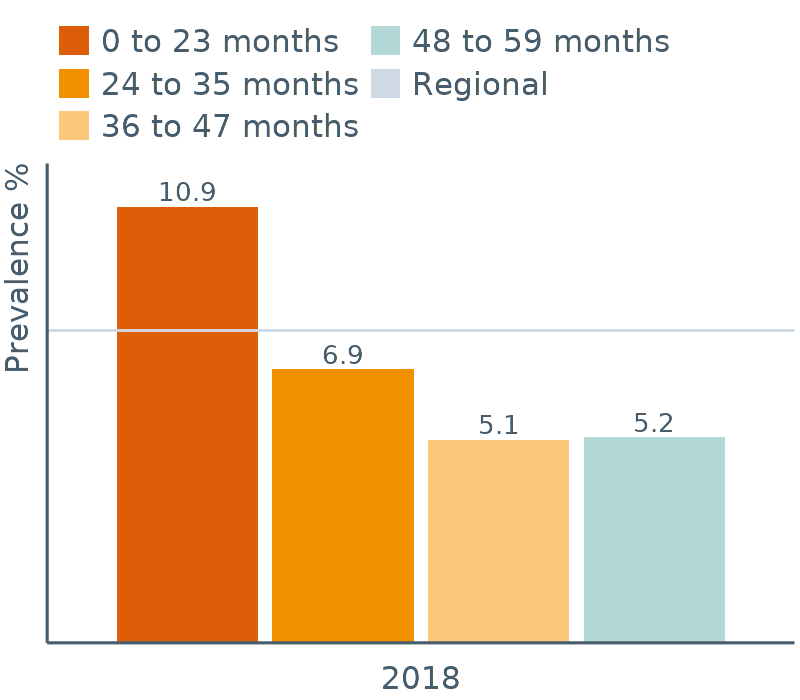 0 to 23 months
24 to 35 months
36 to 47 months
48 to 59 months
Regional
Prevalence %
10.9
6.9
5.1
5.2
2018